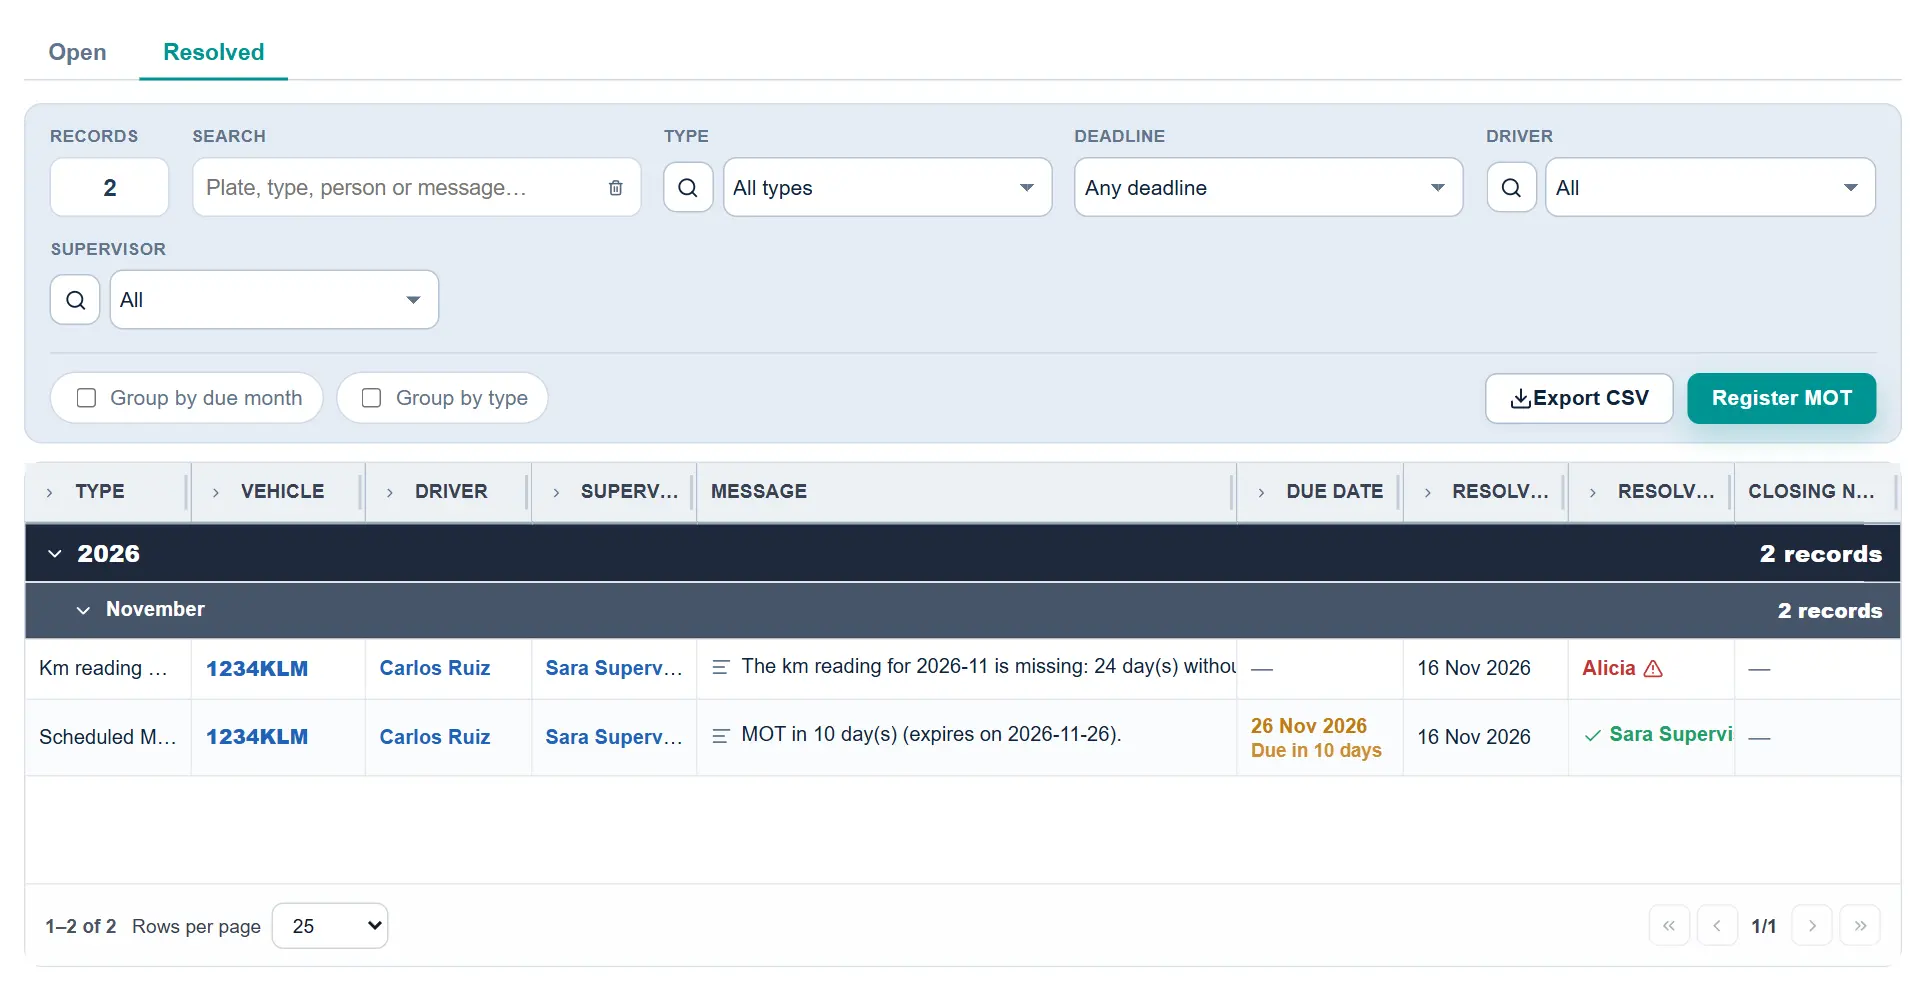 Open Resolved
RECORDS SEARCH TYPE DEADLINE DRIVER
2 Plate, type, person or message… All types Any deadline All
SUPERVISOR
All
Group by due month Group by type Export CSV Register MOT
TYPE VEHICLE DRIVER SUPERV… MESSAGE DUE DATE RESOLV… RESOLV… CLOSING N…
2026 2 records
November 2 records
Km reading … 1234KLM Carlos Ruiz Sara Superv… The km reading for 2026-11 is missing: 24 day(s) withou — 16 Nov 2026 Alicia —
Scheduled M… 1234KLM Carlos Ruiz Sara Superv… MOT in 10 day(s) (expires on 2026-11-26). 26 Nov 2026 16 Nov 2026 Sara Supervi —
Due in 10 days
1–2 of 2 Rows per page 25 « ‹ 1/1 › »